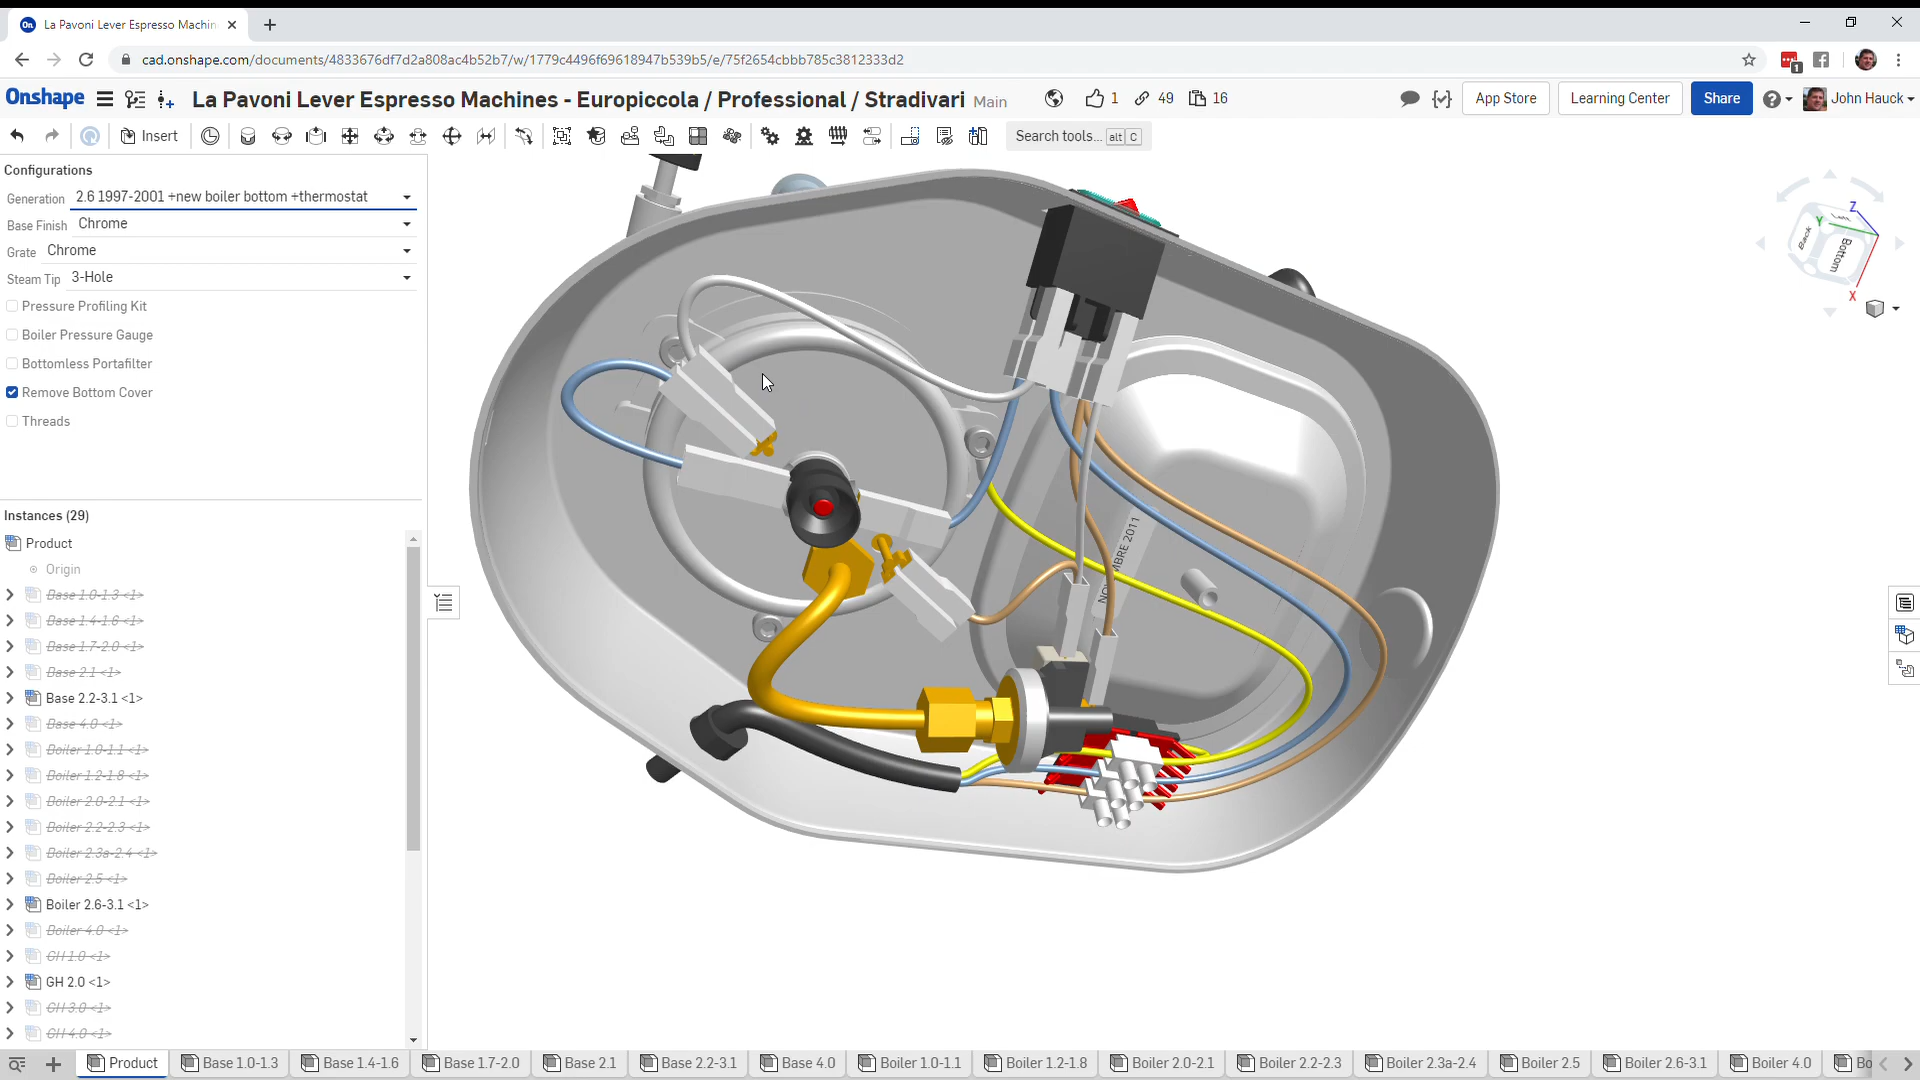 La Pavoni Lever Espresso Machin
cad.onshape.com/documents/4833676df7d2a808ac4b52b7/w/1779c4496f69618947b539b5/e/75f2654cbbb785c3812333d2
1
Onshape
La Pavoni Lever Espresso Machines - Europiccola / Professional / Stradivari Main
1
49
16
App Store
Learning Center
Share
John Hauck
Insert
Search tools... alt C
Configurations
Generation 2.6 1997-2001 +new boiler bottom +thermostat
Base Finish Chrome
Grate Chrome
Steam Tip 3-Hole
Pressure Profiling Kit
Boiler Pressure Gauge
Bottomless Portafilter
Remove Bottom Cover
Threads
Instances (29)
Product
Origin
Base 1.0-1.3 <1>
Base 1.4-1.6 <1>
Base 1.7-2.0 <1>
Base 2.1 <1>
Base 2.2-3.1 <1>
Base 4.0 <1>
Boiler 1.0-1.1 <1>
Boiler 1.2-1.8 <1>
Boiler 2.0-2.1 <1>
Boiler 2.2-2.3 <1>
Boiler 2.3a-2.4 <1>
Boiler 2.5 <1>
Boiler 2.6-3.1 <1>
Boiler 4.0 <1>
GH 1.0 <1>
GH 2.0 <1>
GH 3.0 <1>
GH 4.0 <1>
MBRE 2011
Z
Y
Left
Back
Bottom
X
Product
Base 1.0-1.3
Base 1.4-1.6
Base 1.7-2.0
Base 2.1
Base 2.2-3.1
Base 4.0
Boiler 1.0-1.1
Boiler 1.2-1.8
Boiler 2.0-2.1
Boiler 2.2-2.3
Boiler 2.3a-2.4
Boiler 2.5
Boiler 2.6-3.1
Boiler 4.0
Bo